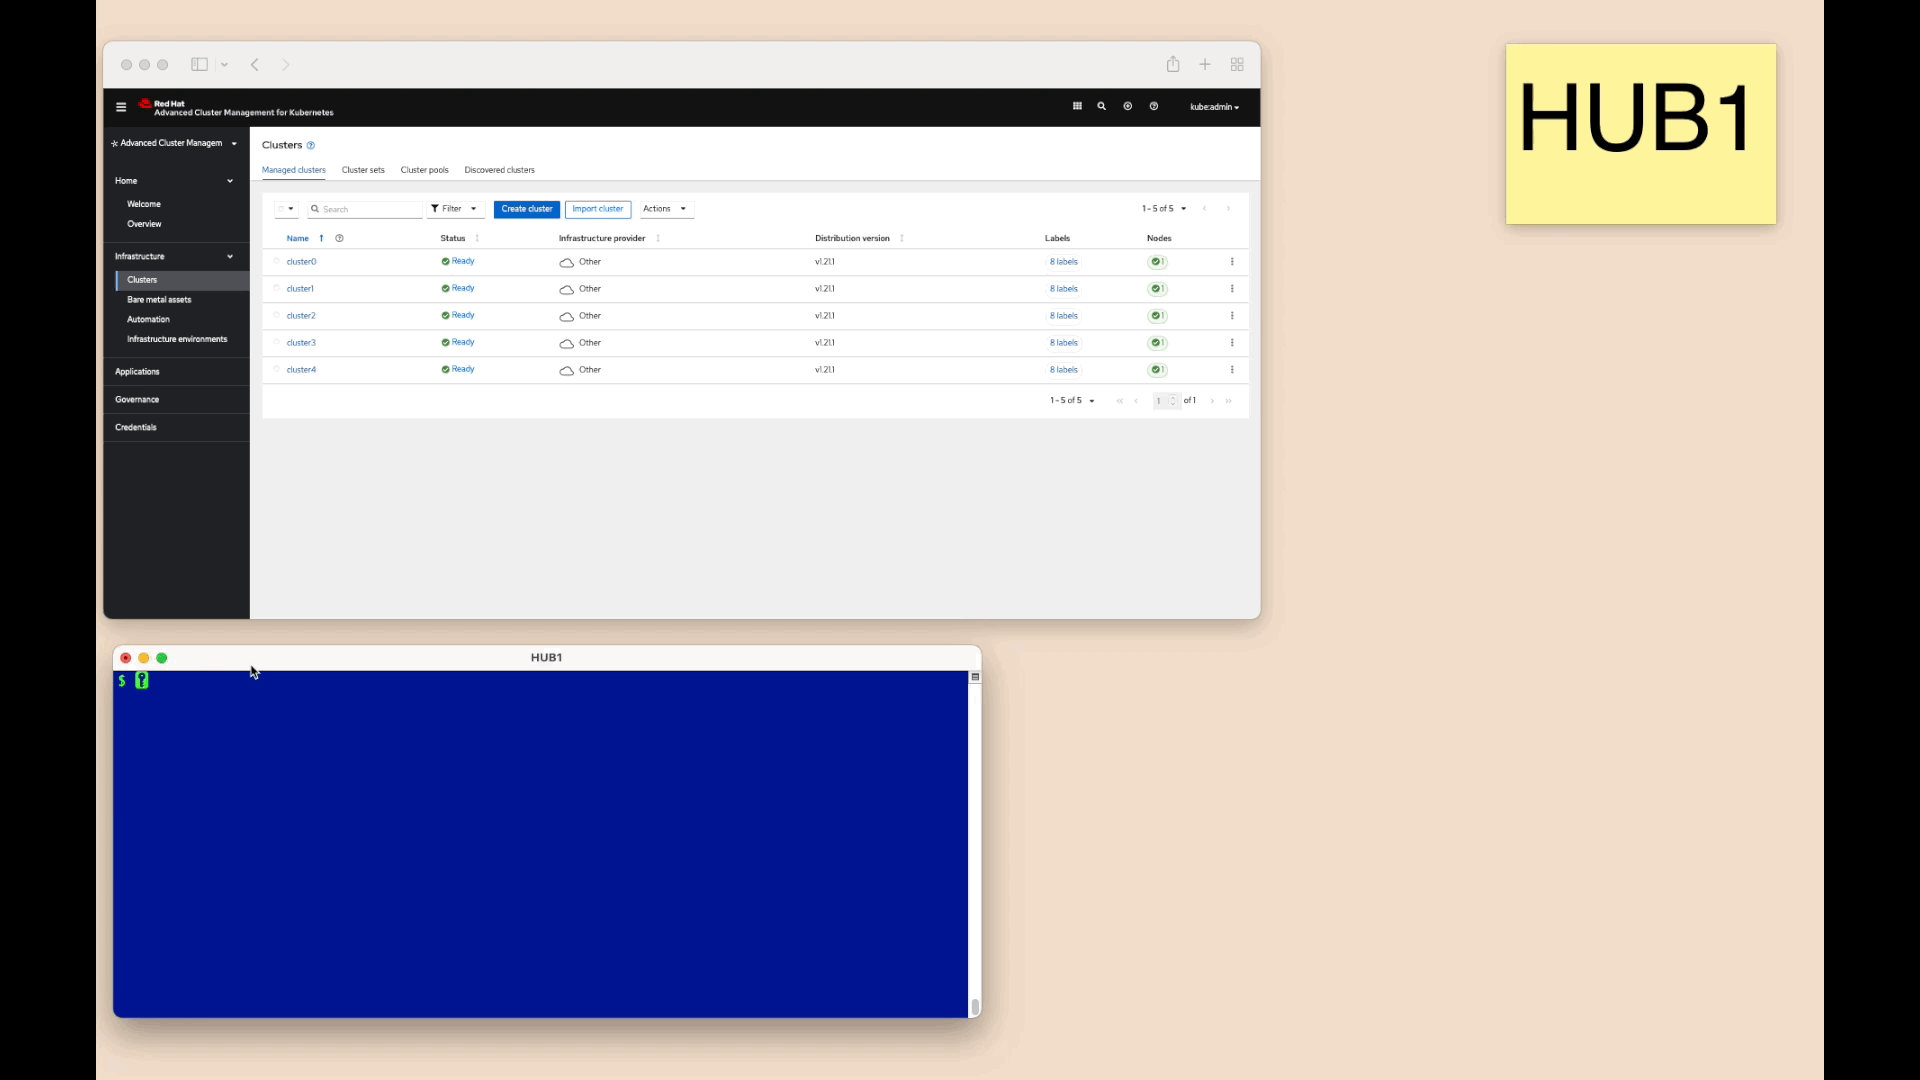 HUB1
Red Hat
Advanced Cluster Management for Kubernetes
kube:admin
Advanced Cluster Managem
Home
Welcome
Overview
Infrastructure
Clusters
Bare metal assets
Automation
Infrastructure environments
Applications
Governance
Credentials
Clusters
Managed clusters Cluster sets Cluster pools Discovered clusters
Search Filter Create cluster Import cluster Actions 1 - 5 of 5
Name Status Infrastructure provider Distribution version Labels Nodes
cluster0 Ready Other v1.21.1 8 labels 1
cluster1 Ready Other v1.21.1 8 labels 1
cluster2 Ready Other v1.21.1 8 labels 1
cluster3 Ready Other v1.21.1 8 labels 1
cluster4 Ready Other v1.21.1 8 labels 1
1 - 5 of 5 1 of 1
HUB1
$